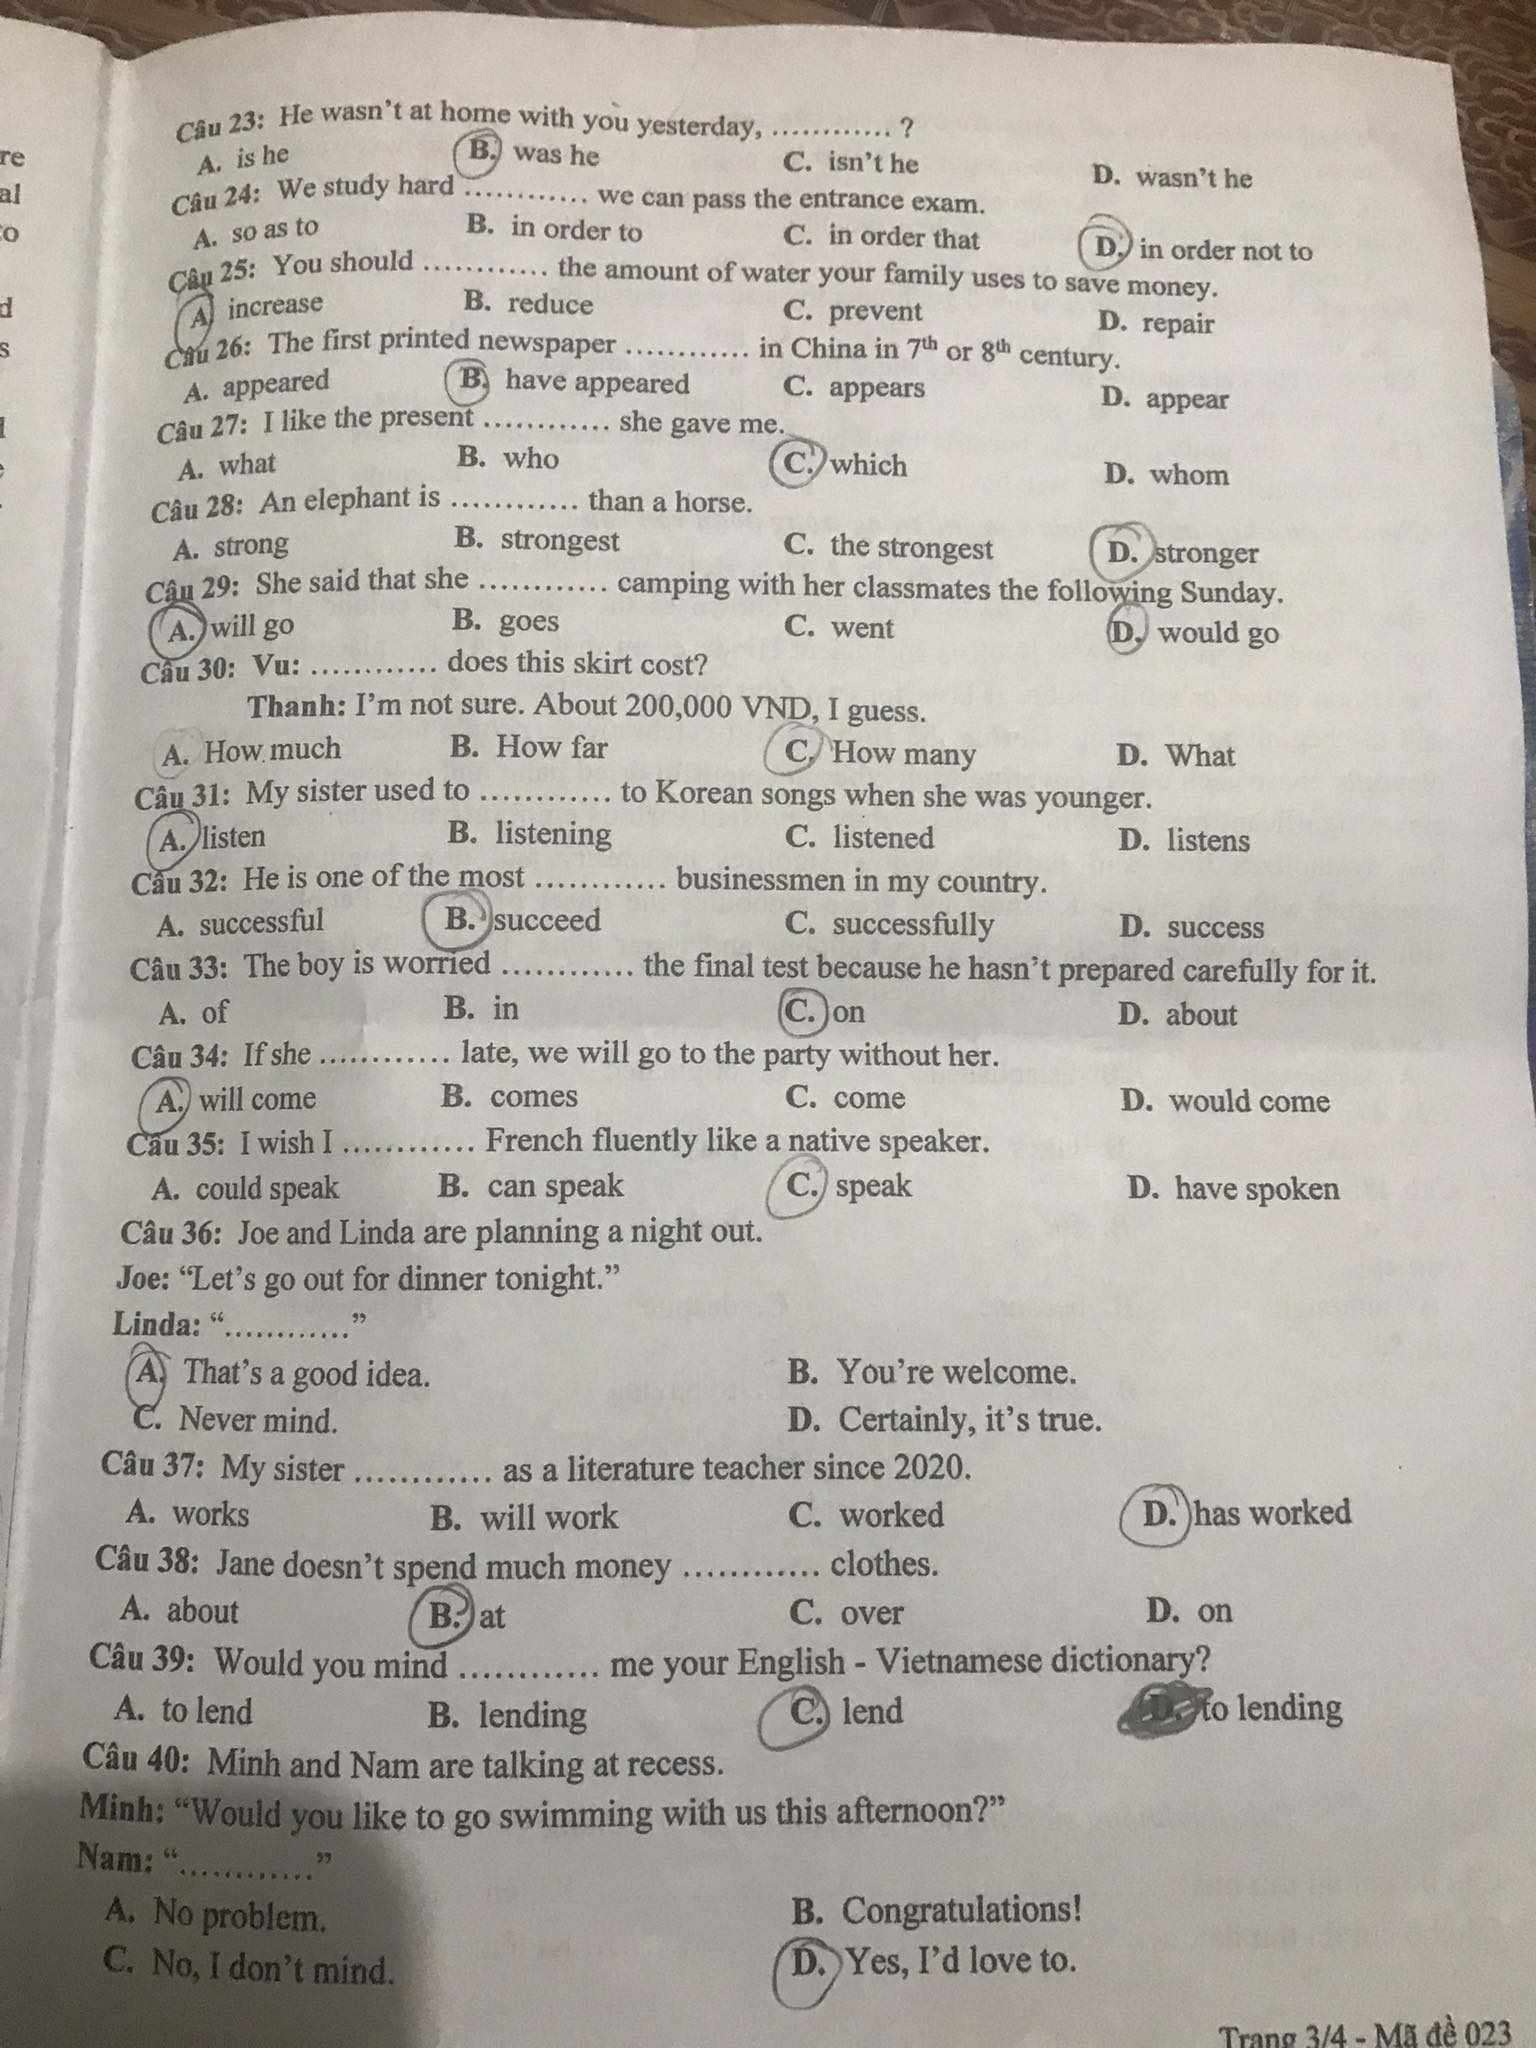 re
al
to
d
s
Câu 23: He wasn't at home with you yesterday, ............ ?
A. is he B. was he C. isn't he D. wasn't he
Câu 24: We study hard ............ we can pass the entrance exam.
A. so as to B. in order to C. in order that D. in order not to
Câu 25: You should ............ the amount of water your family uses to save money.
A increase B. reduce C. prevent D. repair
Câu 26: The first printed newspaper ............ in China in 7th or 8th century.
A. appeared B. have appeared C. appears D. appear
Câu 27: I like the present ............ she gave me.
A. what B. who C. which D. whom
Câu 28: An elephant is ............ than a horse.
A. strong B. strongest C. the strongest D. stronger
Câu 29: She said that she ............ camping with her classmates the following Sunday.
A. will go B. goes C. went D. would go
Câu 30: Vu: ............ does this skirt cost?
Thanh: I'm not sure. About 200,000 VND, I guess.
A. How much B. How far C. How many D. What
Câu 31: My sister used to ............ to Korean songs when she was younger.
A. listen B. listening C. listened D. listens
Câu 32: He is one of the most ............ businessmen in my country.
A. successful B. succeed C. successfully D. success
Câu 33: The boy is worried ............ the final test because he hasn't prepared carefully for it.
A. of B. in C. on D. about
Câu 34: If she ............ late, we will go to the party without her.
A. will come B. comes C. come D. would come
Câu 35: I wish I ............ French fluently like a native speaker.
A. could speak B. can speak C. speak D. have spoken
Câu 36: Joe and Linda are planning a night out.
Joe: “Let's go out for dinner tonight.”
Linda: “............”
A. That's a good idea. B. You're welcome.
C. Never mind. D. Certainly, it's true.
Câu 37: My sister ............ as a literature teacher since 2020.
A. works B. will work C. worked D. has worked
Câu 38: Jane doesn't spend much money ............ clothes.
A. about B. at C. over D. on
Câu 39: Would you mind ............ me your English - Vietnamese dictionary?
A. to lend B. lending C. lend D. to lending
Câu 40: Minh and Nam are talking at recess.
Minh: “Would you like to go swimming with us this afternoon?”
Nam: “............”
A. No problem. B. Congratulations!
C. No, I don't mind. D. Yes, I'd love to.
Trang 3/4 - Mã đề 023